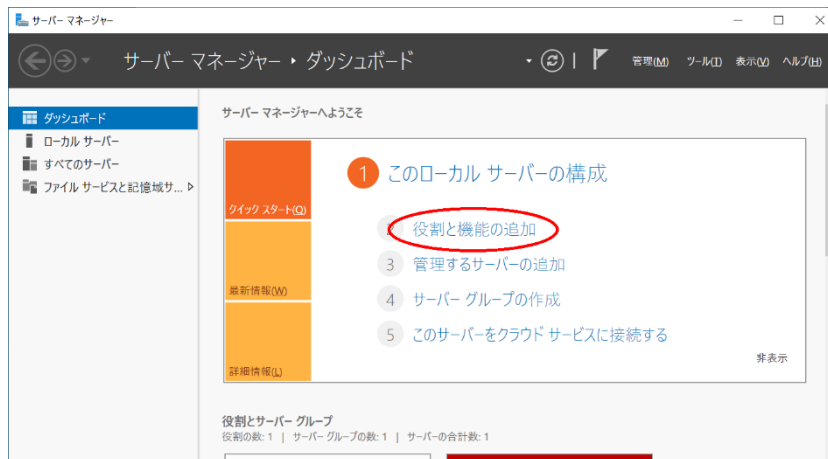 サーバー マネージャー
サーバー マネージャー ・ ダッシュボード
管理(M) ツール(T) 表示(V) ヘルプ(H)
ダッシュボード
ローカル サーバー
すべてのサーバー
ファイル サービスと記憶域サ...
サーバー マネージャーへようこそ
クイック スタート(Q)
最新情報(W)
詳細情報(L)
1 このローカル サーバーの構成
2 役割と機能の追加
3 管理するサーバーの追加
4 サーバー グループの作成
5 このサーバーをクラウド サービスに接続する
非表示
役割とサーバー グループ
役割の数: 1 | サーバー グループの数: 1 | サーバーの合計数: 1